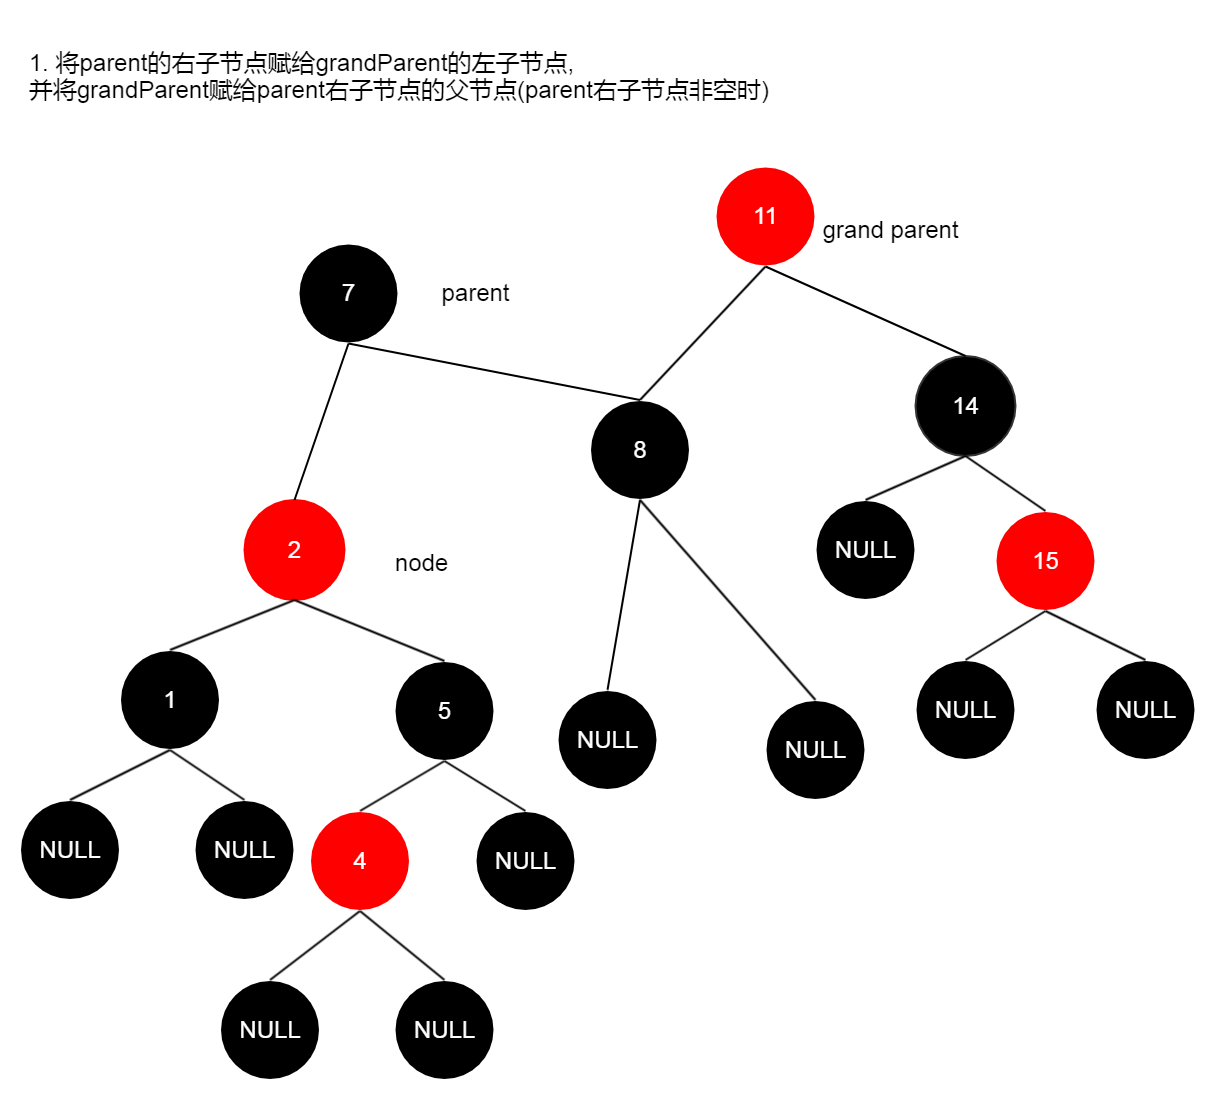 1. 将parent的右子节点赋给grandParent的左子节点,
并将grandParent赋给parent右子节点的父节点(parent右子节点非空时)
11
grand parent
7
parent
14
8
2
node
NULL
15
1
5
NULL
NULL
NULL
NULL
NULL
NULL
4
NULL
NULL
NULL